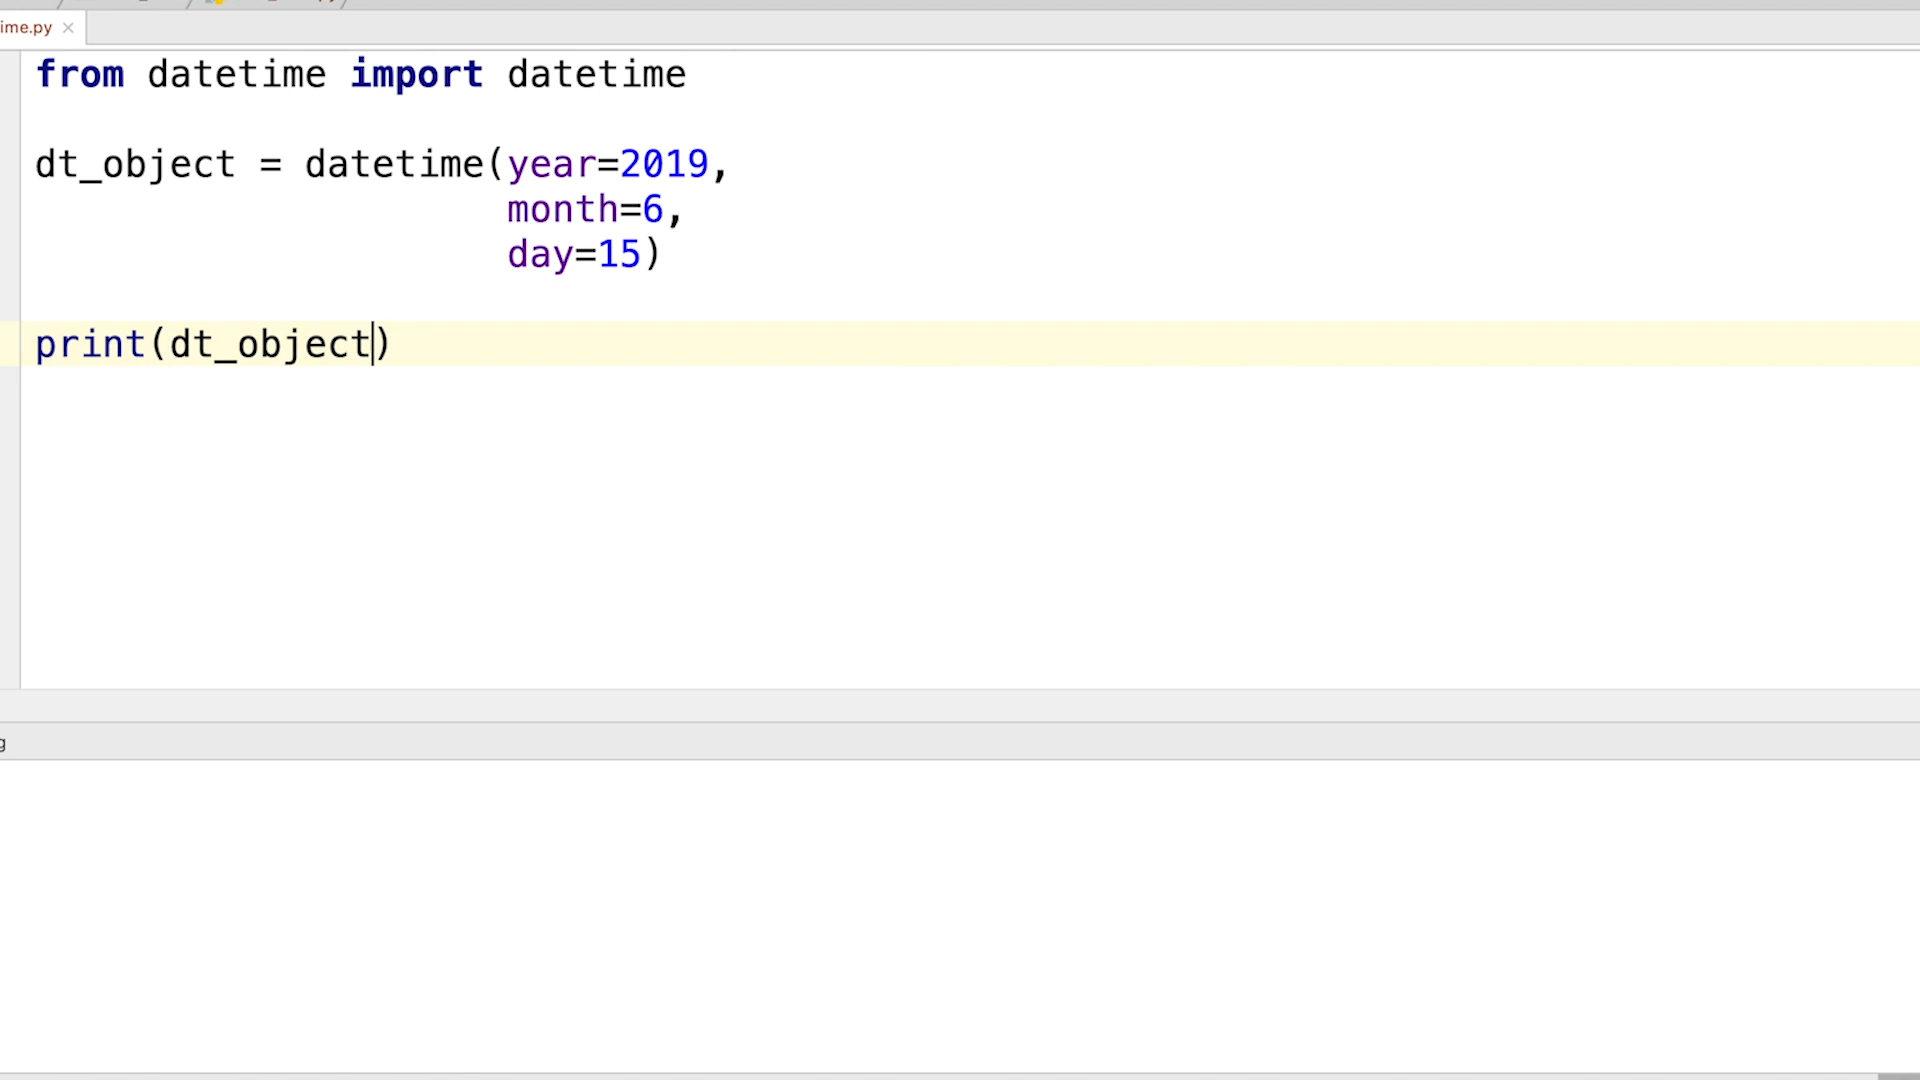 ime.py
from datetime import datetime
dt_object = datetime(year=2019,
month=6,
day=15)
print(dt_object)
g